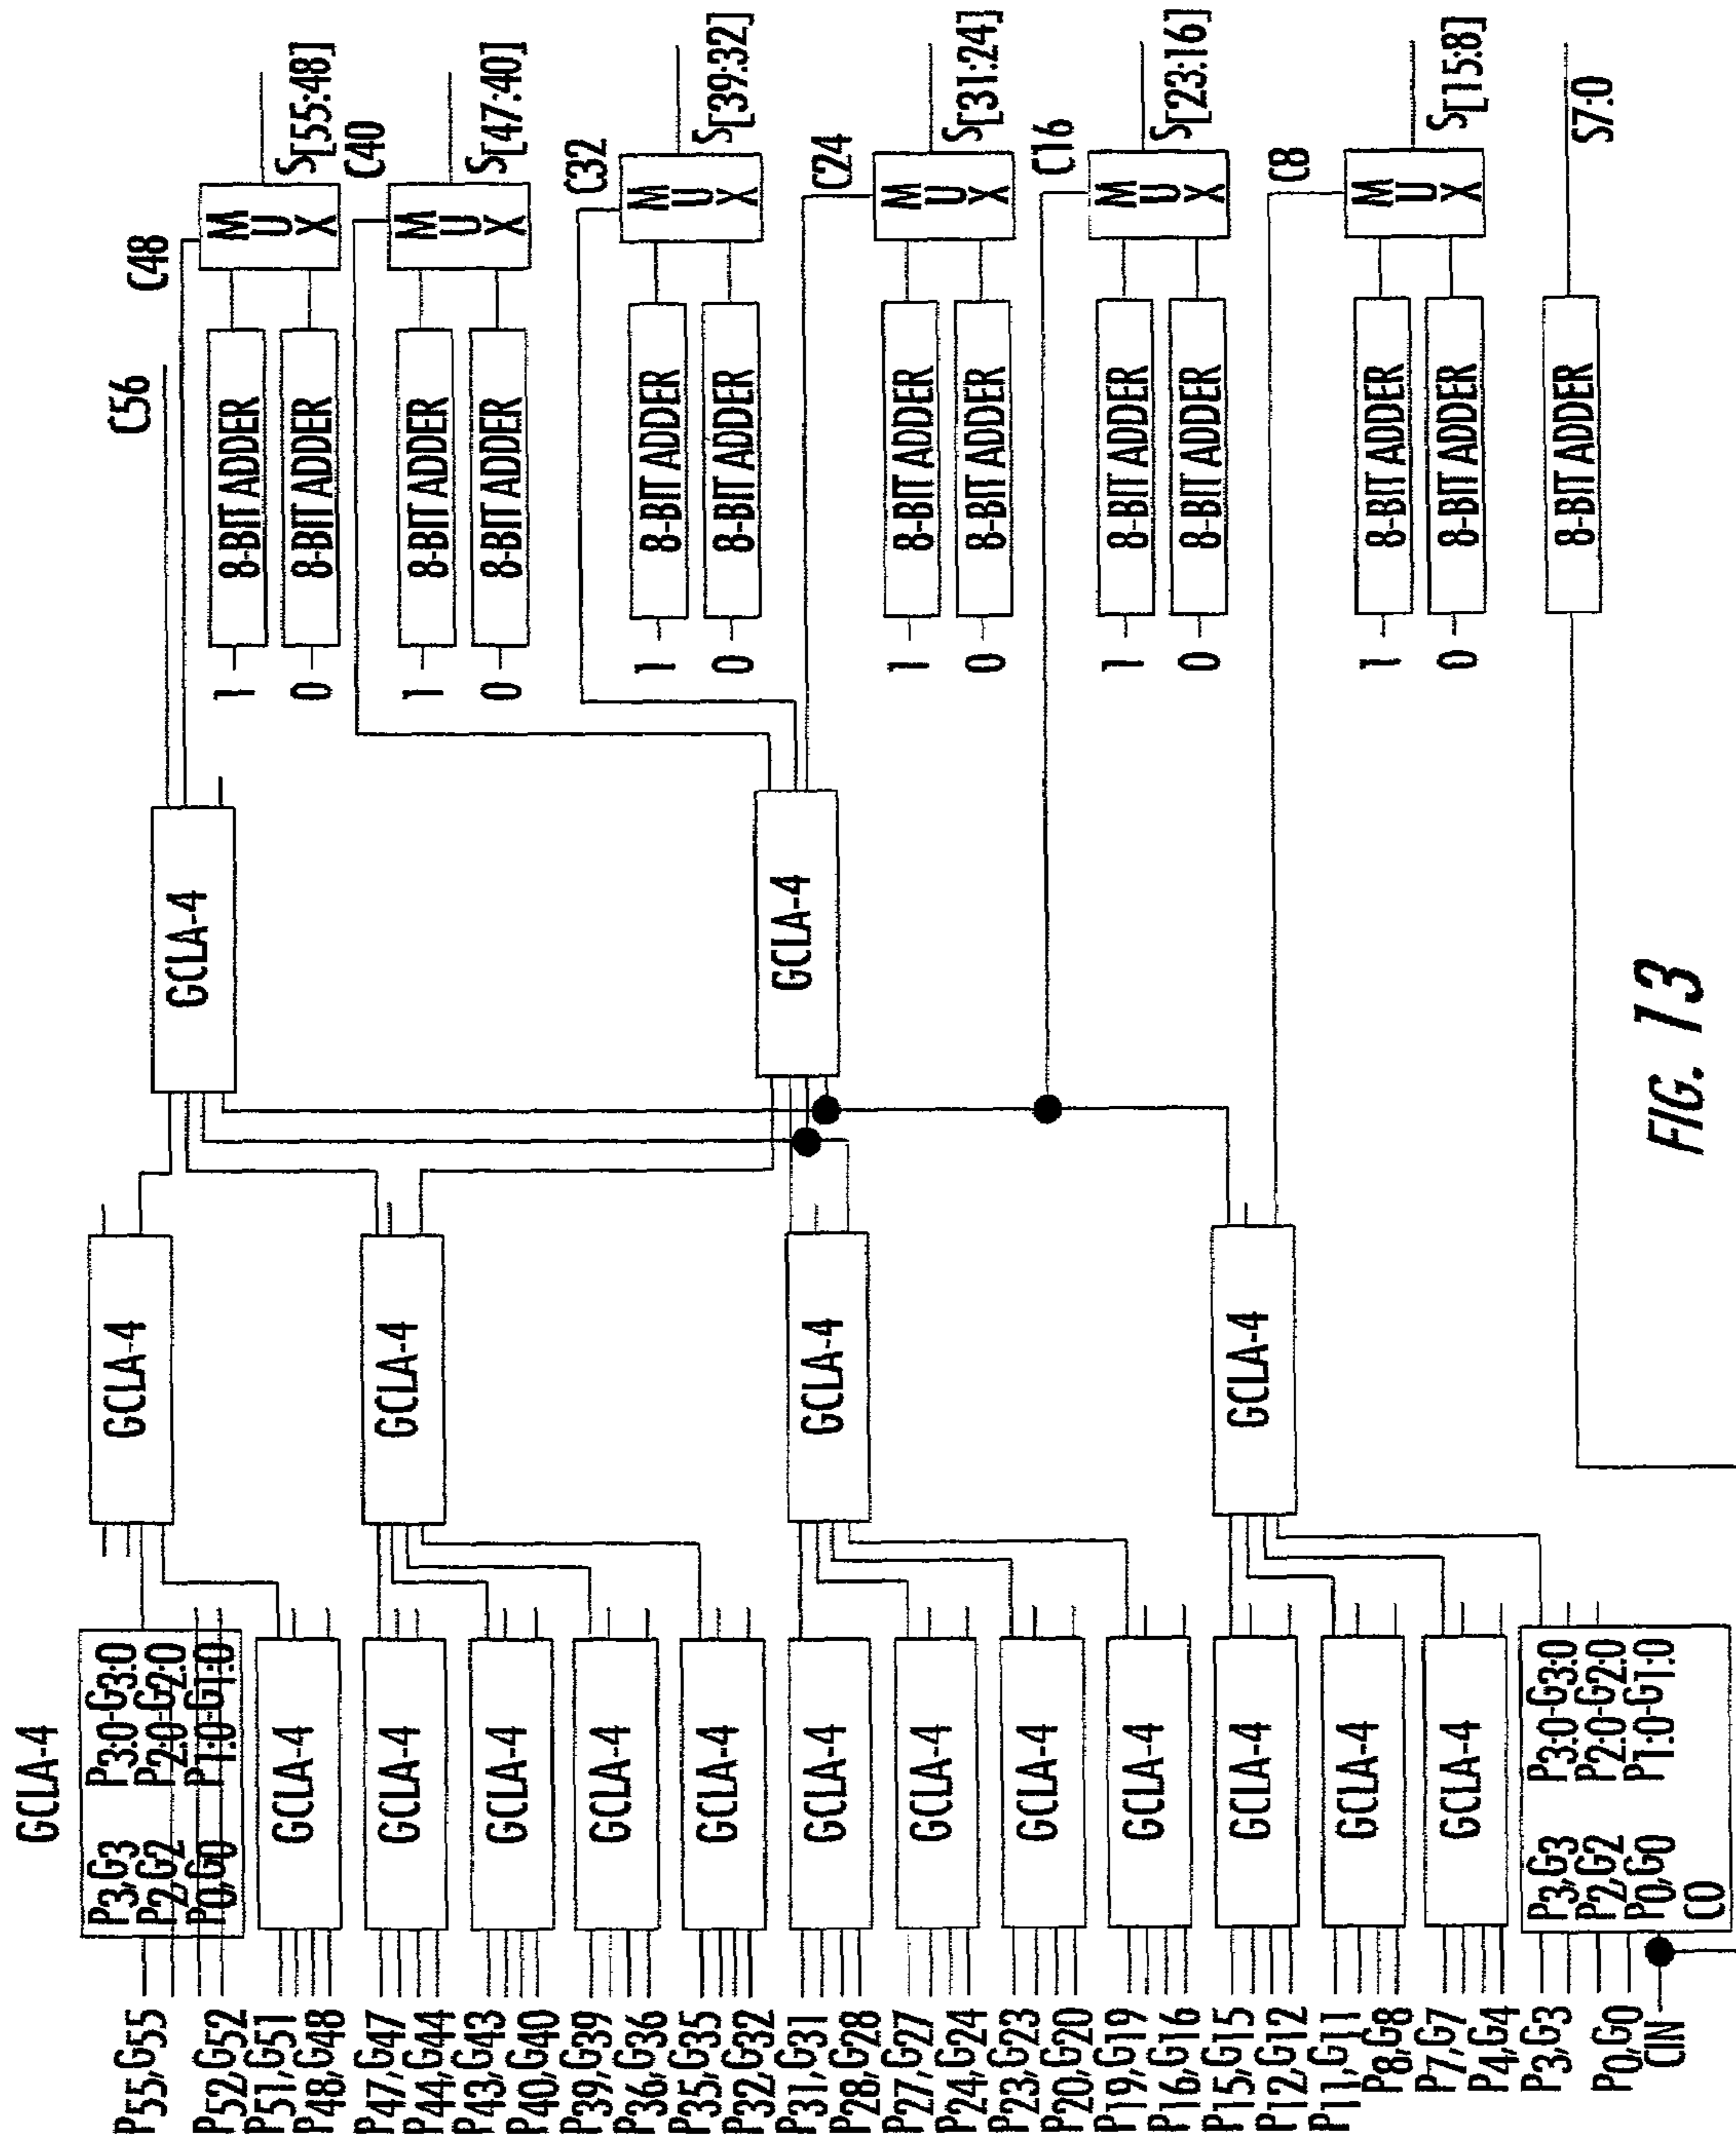 GCLA-4
P55,G55
P52,G52
P51,G51
P48,G48
P47,G47
P44,G44
P43,G43
P40,G40
P39,G39
P36,G36
P35,G35
P32,G32
P31,G31
P28,G28
P27,G27
P24,G24
P23,G23
P20,G20
P19,G19
P16,G16
P15,G15
P12,G12
P11,G11
P8,G8
P7,G7
P4,G4
P3,G3
P0,G0
CIN
P3,G3 P3:0-G3:0
P2,G2 P2:0-G2:0
P0,G0 P1:0-G1:0
GCLA-4
GCLA-4
GCLA-4
GCLA-4
GCLA-4
GCLA-4
GCLA-4
GCLA-4
GCLA-4
GCLA-4
GCLA-4
GCLA-4
P3,G3 P3:0-G3:0
P2,G2 P2:0-G2:0
P0,G0 P1:0-G1:0
C0
GCLA-4
GCLA-4
GCLA-4
GCLA-4
GCLA-4
GCLA-4
C56
C48
1 8-BIT ADDER
0 8-BIT ADDER
MUX
S[55:48]
C40
1 8-BIT ADDER
0 8-BIT ADDER
MUX
S[47:40]
C32
1 8-BIT ADDER
0 8-BIT ADDER
MUX
S[39:32]
C24
1 8-BIT ADDER
0 8-BIT ADDER
MUX
S[31:24]
C16
1 8-BIT ADDER
0 8-BIT ADDER
MUX
S[23:16]
C8
1 8-BIT ADDER
0 8-BIT ADDER
MUX
S[15:8]
8-BIT ADDER
S7:0
FIG. 13